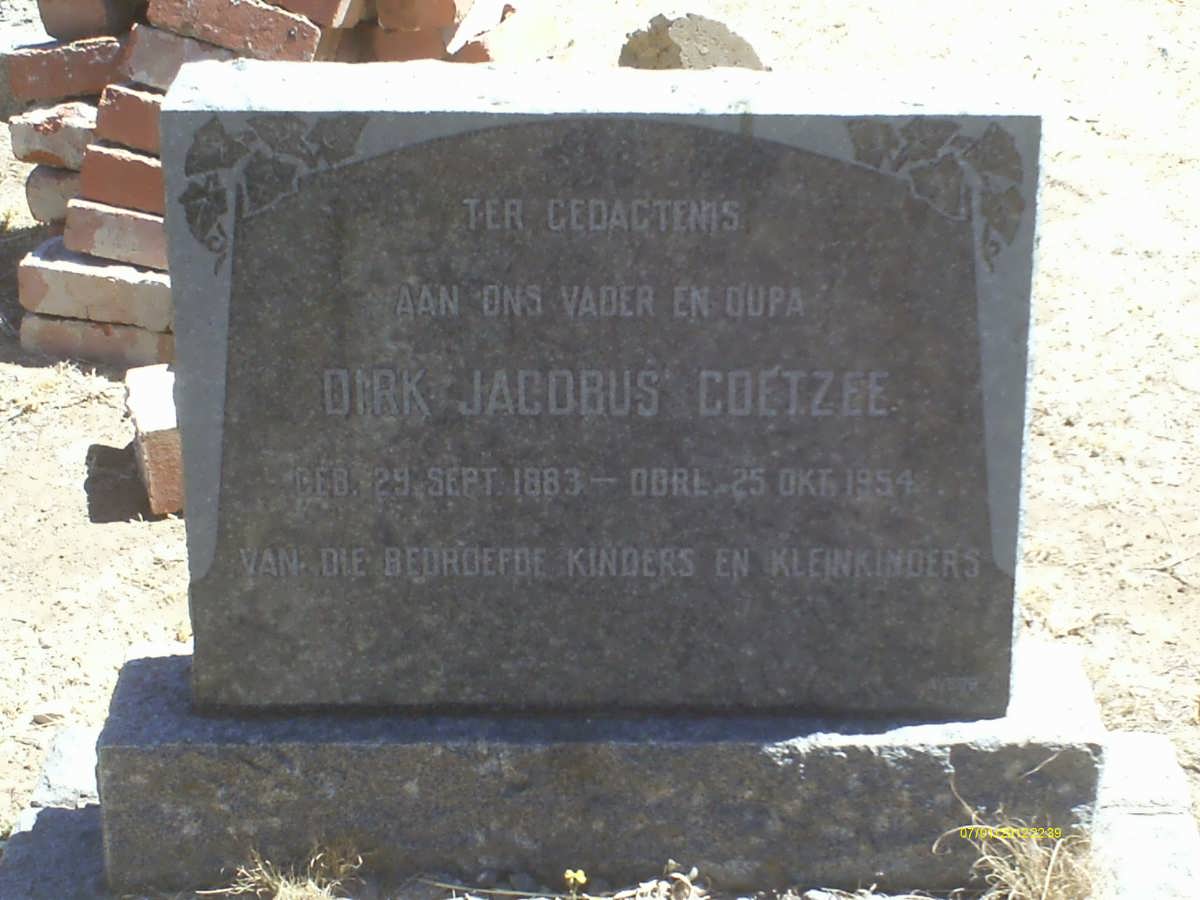 TER GEDAGTENIS
AAN ONS VADER EN OUPA
DIRK JACOBUS COETZEE
GEB. 29 SEPT. 1883 – OORL. 25 OKT. 1954
VAN DIE BEDROEFDE KINDERS EN KLEINKINDERS